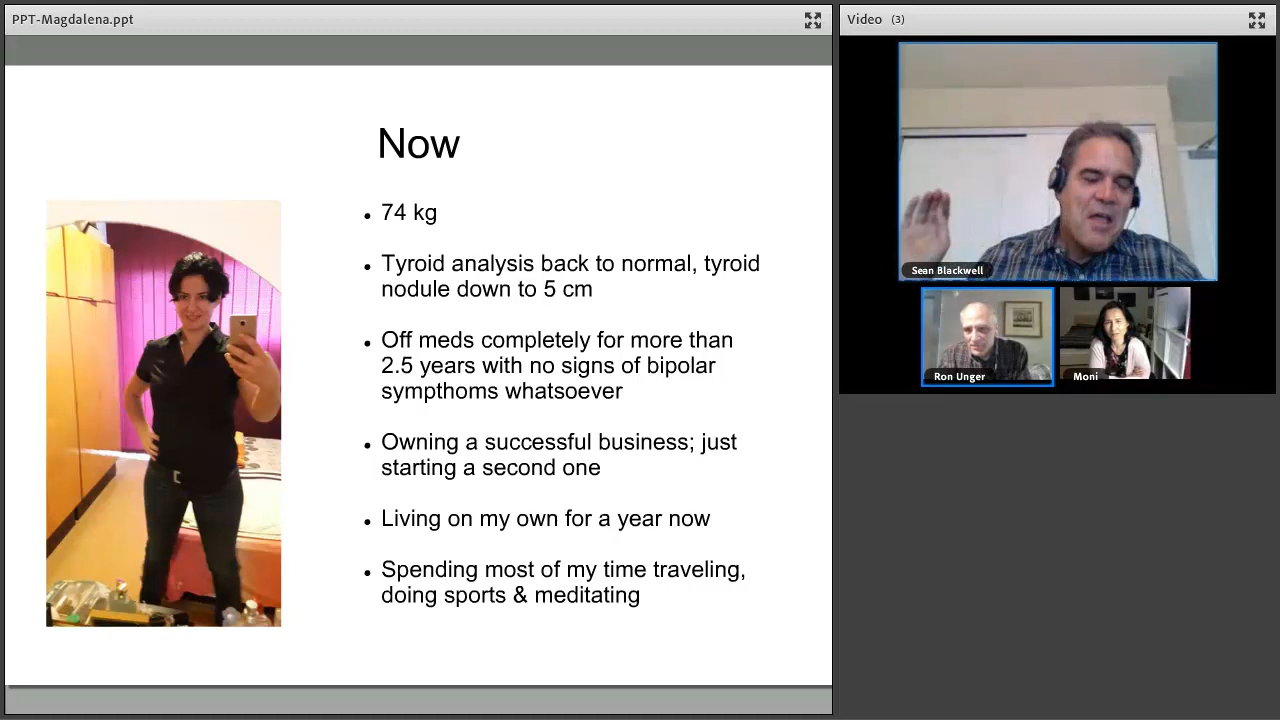 PPT-Magdalena.ppt
Now
• 74 kg
• Tyroid analysis back to normal, tyroid
nodule down to 5 cm
• Off meds completely for more than
2.5 years with no signs of bipolar
sympthoms whatsoever
• Owning a successful business; just
starting a second one
• Living on my own for a year now
• Spending most of my time traveling,
doing sports & meditating
Video (3)
Sean Blackwell
Ron Unger
Moni